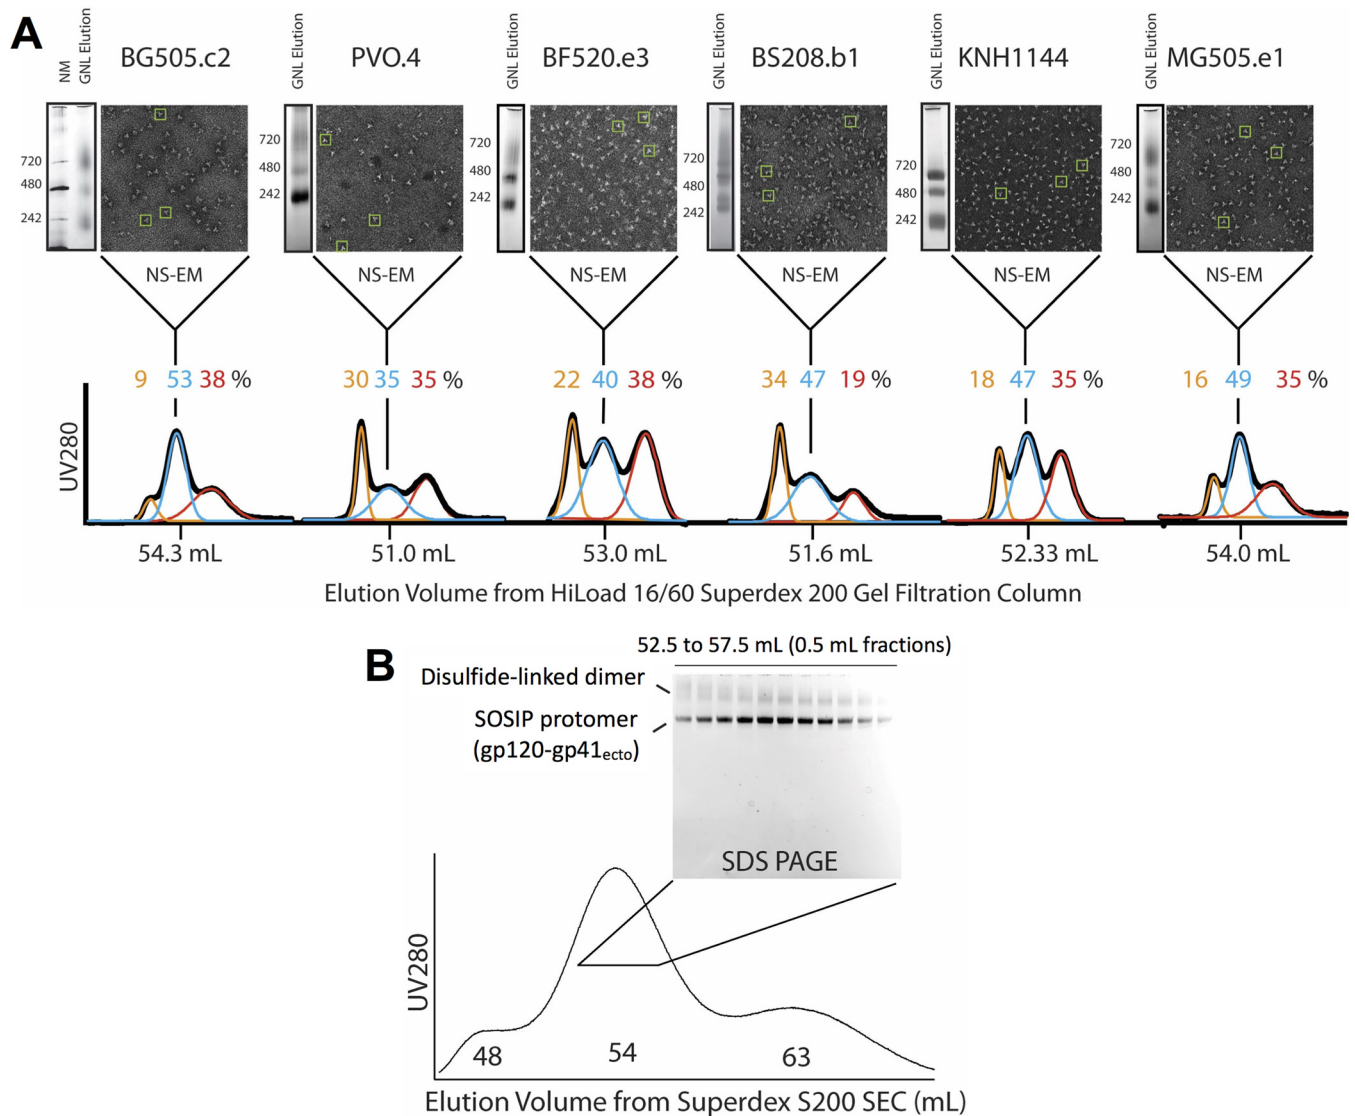 A
NM
GNL Elution
BG505.c2
720
480
242
NS-EM
GNL Elution
PVO.4
720
480
242
NS-EM
GNL Elution
BF520.e3
720
480
242
NS-EM
GNL Elution
BS208.b1
720
480
242
NS-EM
GNL Elution
KNH1144
720
480
242
NS-EM
GNL Elution
MG505.e1
720
480
242
NS-EM
UV280
9 53 38 %
30 35 35 %
22 40 38 %
34 47 19 %
18 47 35 %
16 49 35 %
54.3 mL
51.0 mL
53.0 mL
51.6 mL
52.33 mL
54.0 mL
Elution Volume from HiLoad 16/60 Superdex 200 Gel Filtration Column
B
52.5 to 57.5 mL (0.5 mL fractions)
Disulfide-linked dimer
SOSIP protomer
(gp120-gp41ecto)
SDS PAGE
UV280
48
54
63
Elution Volume from Superdex S200 SEC (mL)